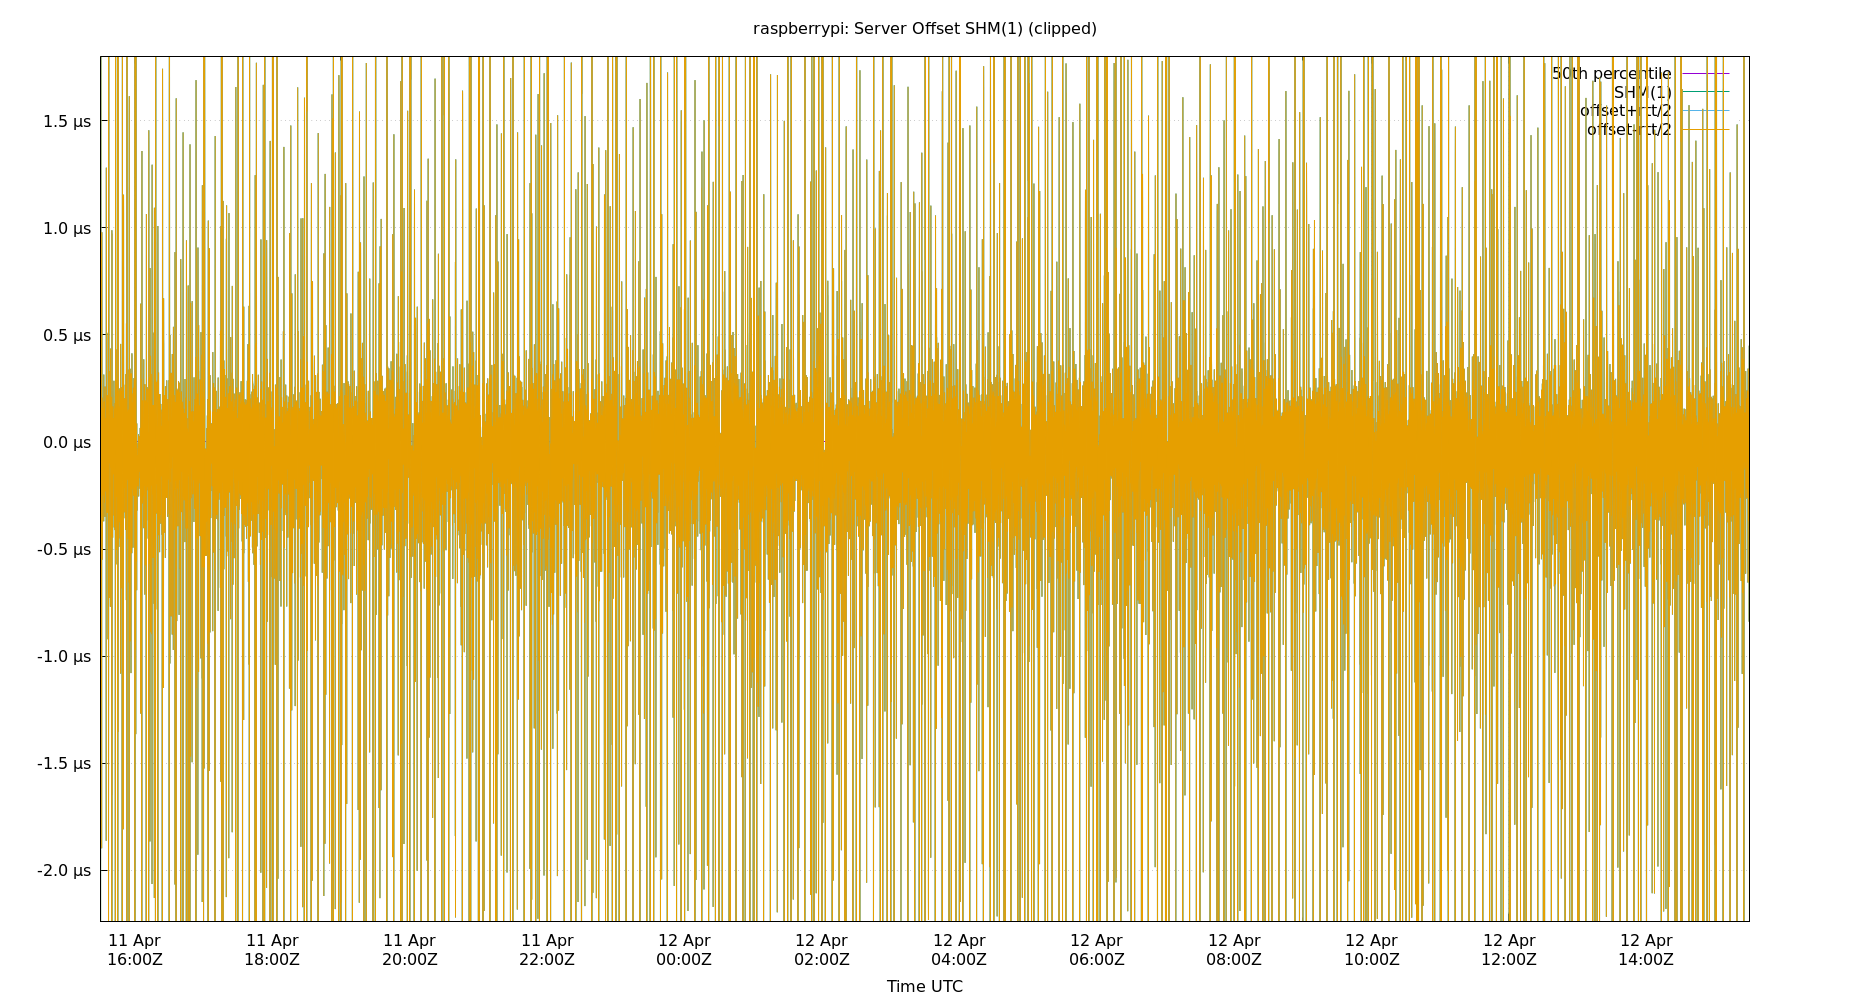 raspberrypi: Server Offset SHM(1) (clipped)
50th percentile
SHM(1)
offset+rtt/2
offset-rtt/2
1.5 µs
1.0 µs
0.5 µs
0.0 µs
-0.5 µs
-1.0 µs
-1.5 µs
-2.0 µs
11 Apr 11 Apr 11 Apr 11 Apr 12 Apr 12 Apr 12 Apr 12 Apr 12 Apr 12 Apr 12 Apr 12 Apr
16:00Z 18:00Z 20:00Z 22:00Z 00:00Z 02:00Z 04:00Z 06:00Z 08:00Z 10:00Z 12:00Z 14:00Z
Time UTC